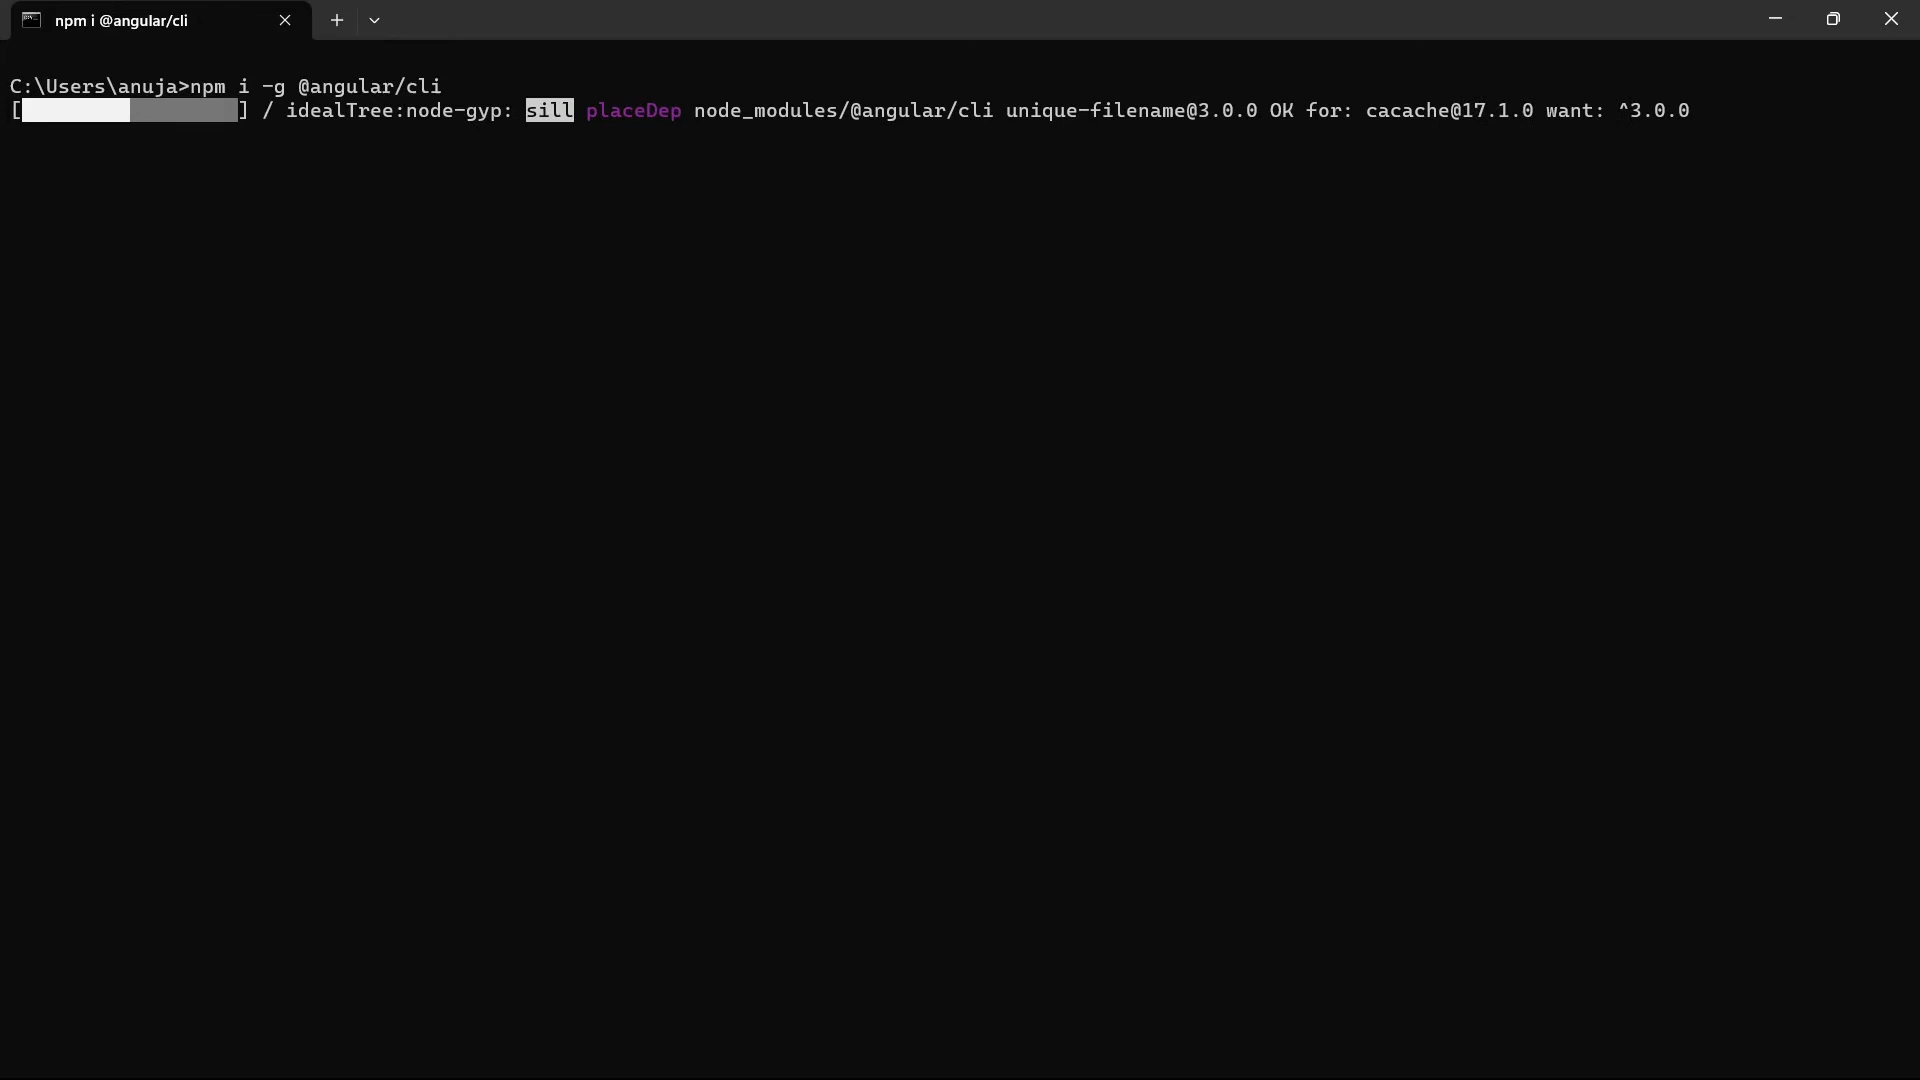 npm i @angular/cli
C:\Users\anuja>npm i -g @angular/cli
[] / idealTree:node-gyp: sill placeDep node_modules/@angular/cli unique-filename@3.0.0 OK for: cacache@17.1.0 want: ^3.0.0